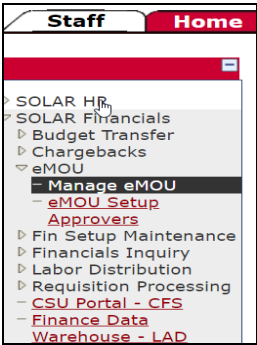 Staff Home
SOLAR HR
SOLAR Financials
Budget Transfer
Chargebacks
eMOU
Manage eMOU
eMOU Setup
Approvers
Fin Setup Maintenance
Financials Inquiry
Labor Distribution
Requisition Processing
CSU Portal - CFS
Finance Data
Warehouse - LAD